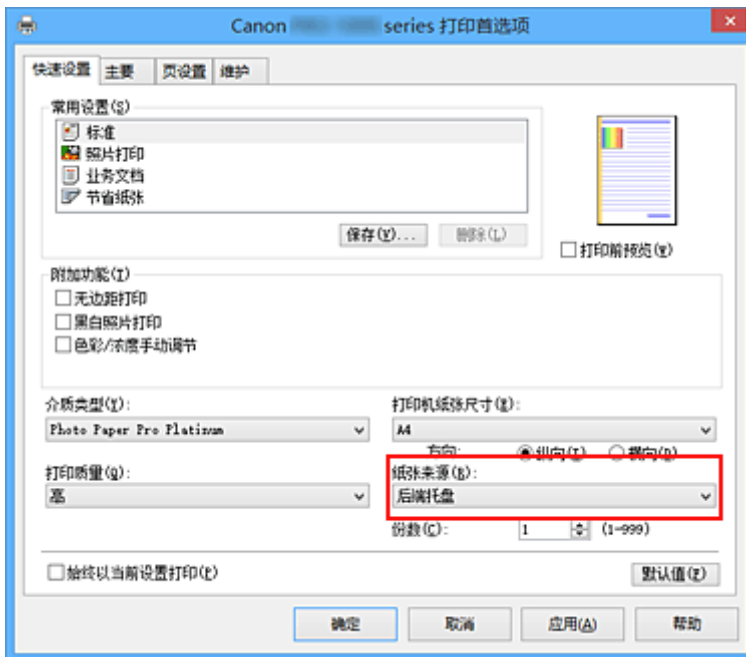 Canon series 打印首选项
快速设置 主要 页设置 维护
常用设置(S)
标准
照片打印
业务文档
节省纸张
保存(V)... 删除(L)
打印前预览(W)
附加功能(I)
无边距打印
黑白照片打印
色彩/浓度手动调节
介质类型(Y): 打印机纸张尺寸(Z):
Photo Paper Pro Platinum A4
方向: 纵向(T) 横向(D)
打印质量(Q): 纸张来源(B):
高 后端托盘
份数(C): 1 (1-999)
始终以当前设置打印(P) 默认值(F)
确定 取消 应用(A) 帮助